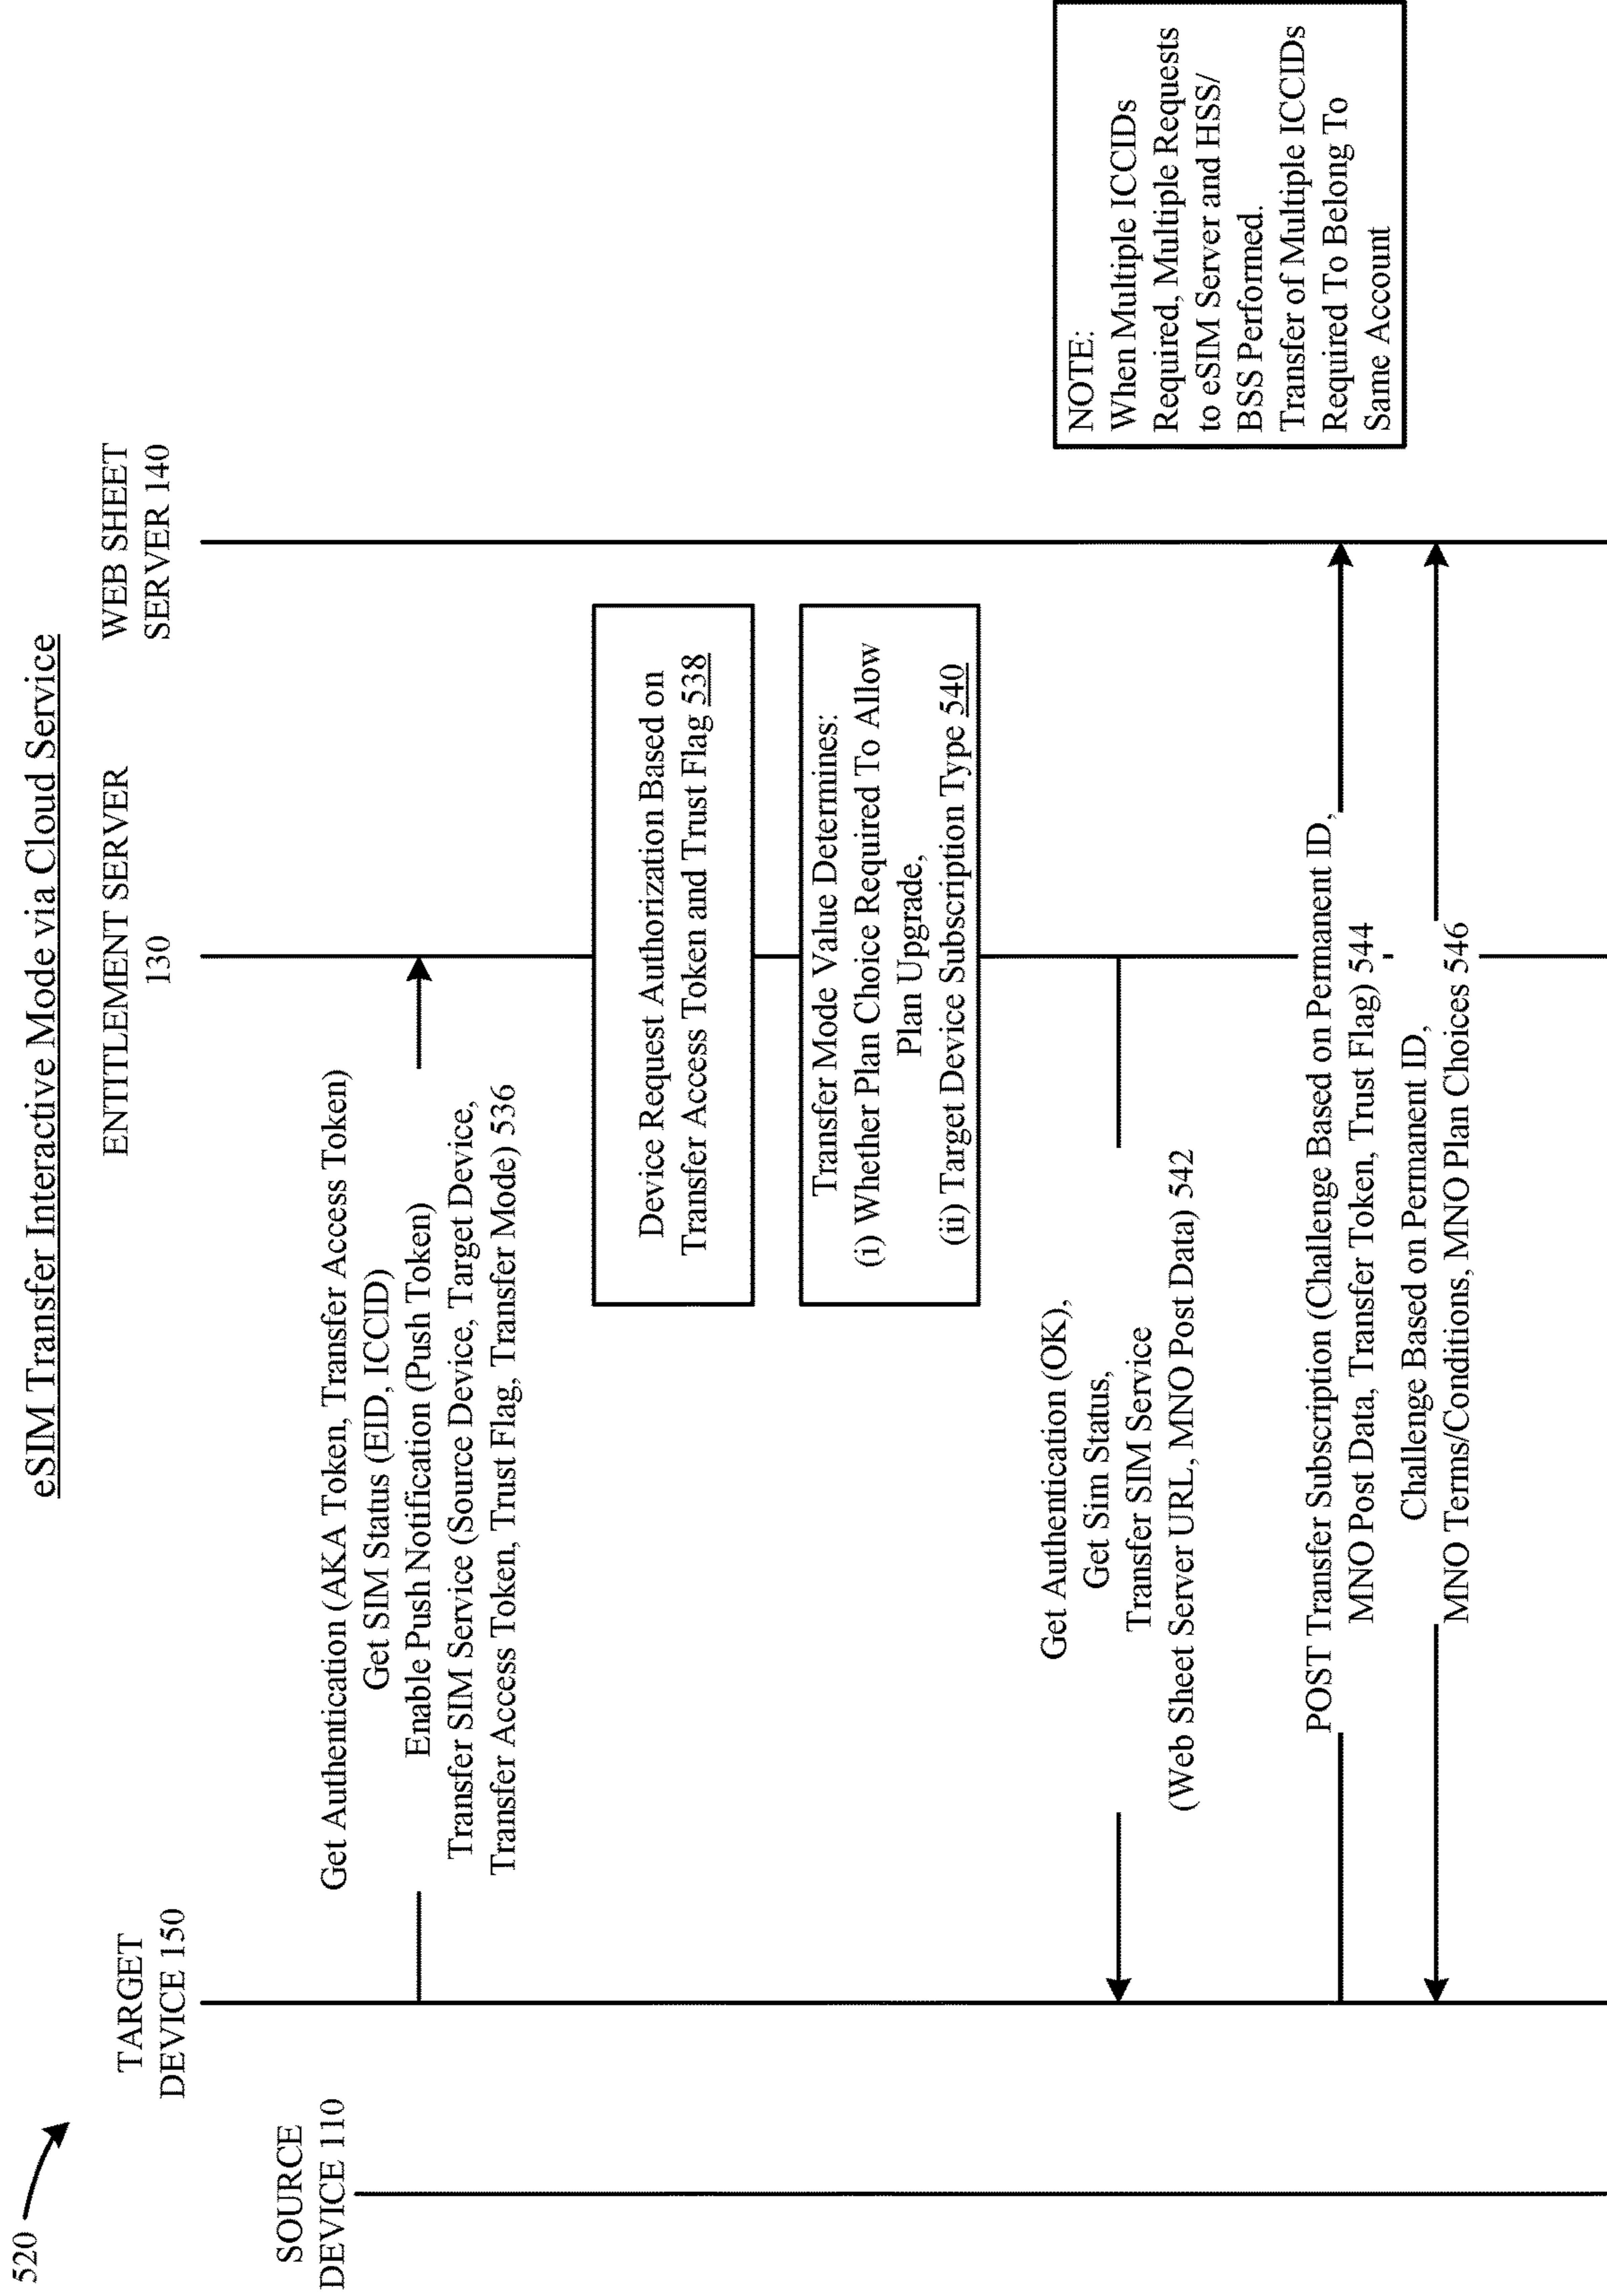 eSIM Transfer Interactive Mode via Cloud Service
520
SOURCE
DEVICE 110
TARGET
DEVICE 150
ENTITLEMENT SERVER
130
WEB SHEET
SERVER 140
Get Authentication (AKA Token, Transfer Access Token)
Get SIM Status (EID, ICCID)
Enable Push Notification (Push Token)
Transfer SIM Service (Source Device, Target Device,
Transfer Access Token, Trust Flag, Transfer Mode) 536
Device Request Authorization Based on
Transfer Access Token and Trust Flag 538
Transfer Mode Value Determines:
(i) Whether Plan Choice Required To Allow
Plan Upgrade,
(ii) Target Device Subscription Type 540
Get Authentication (OK),
Get Sim Status,
Transfer SIM Service
(Web Sheet Server URL, MNO Post Data) 542
POST Transfer Subscription (Challenge Based on Permanent ID,
MNO Post Data, Transfer Token, Trust Flag) 544
Challenge Based on Permanent ID,
MNO Terms/Conditions, MNO Plan Choices 546
NOTE:
When Multiple ICCIDs
Required, Multiple Requests
to eSIM Server and HSS/
BSS Performed.
Transfer of Multiple ICCIDs
Required To Belong To
Same Account